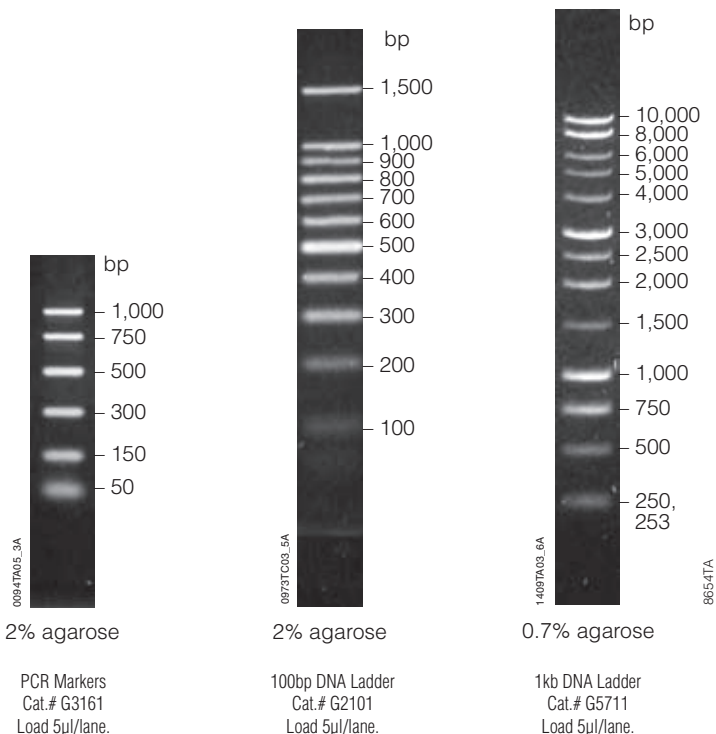 bp
1,000
750
500
300
150
50
0094TA05_3A
2% agarose
PCR Markers
Cat.# G3161
Load 5µl/lane.
bp
1,500
1,000
900
800
700
600
500
400
300
200
100
0973TC03_5A
2% agarose
100bp DNA Ladder
Cat.# G2101
Load 5µl/lane.
bp
10,000
8,000
6,000
5,000
4,000
3,000
2,500
2,000
1,500
1,000
750
500
250,
253
1409TA03_6A
0.7% agarose
1kb DNA Ladder
Cat.# G5711
Load 5µl/lane.
8654TA